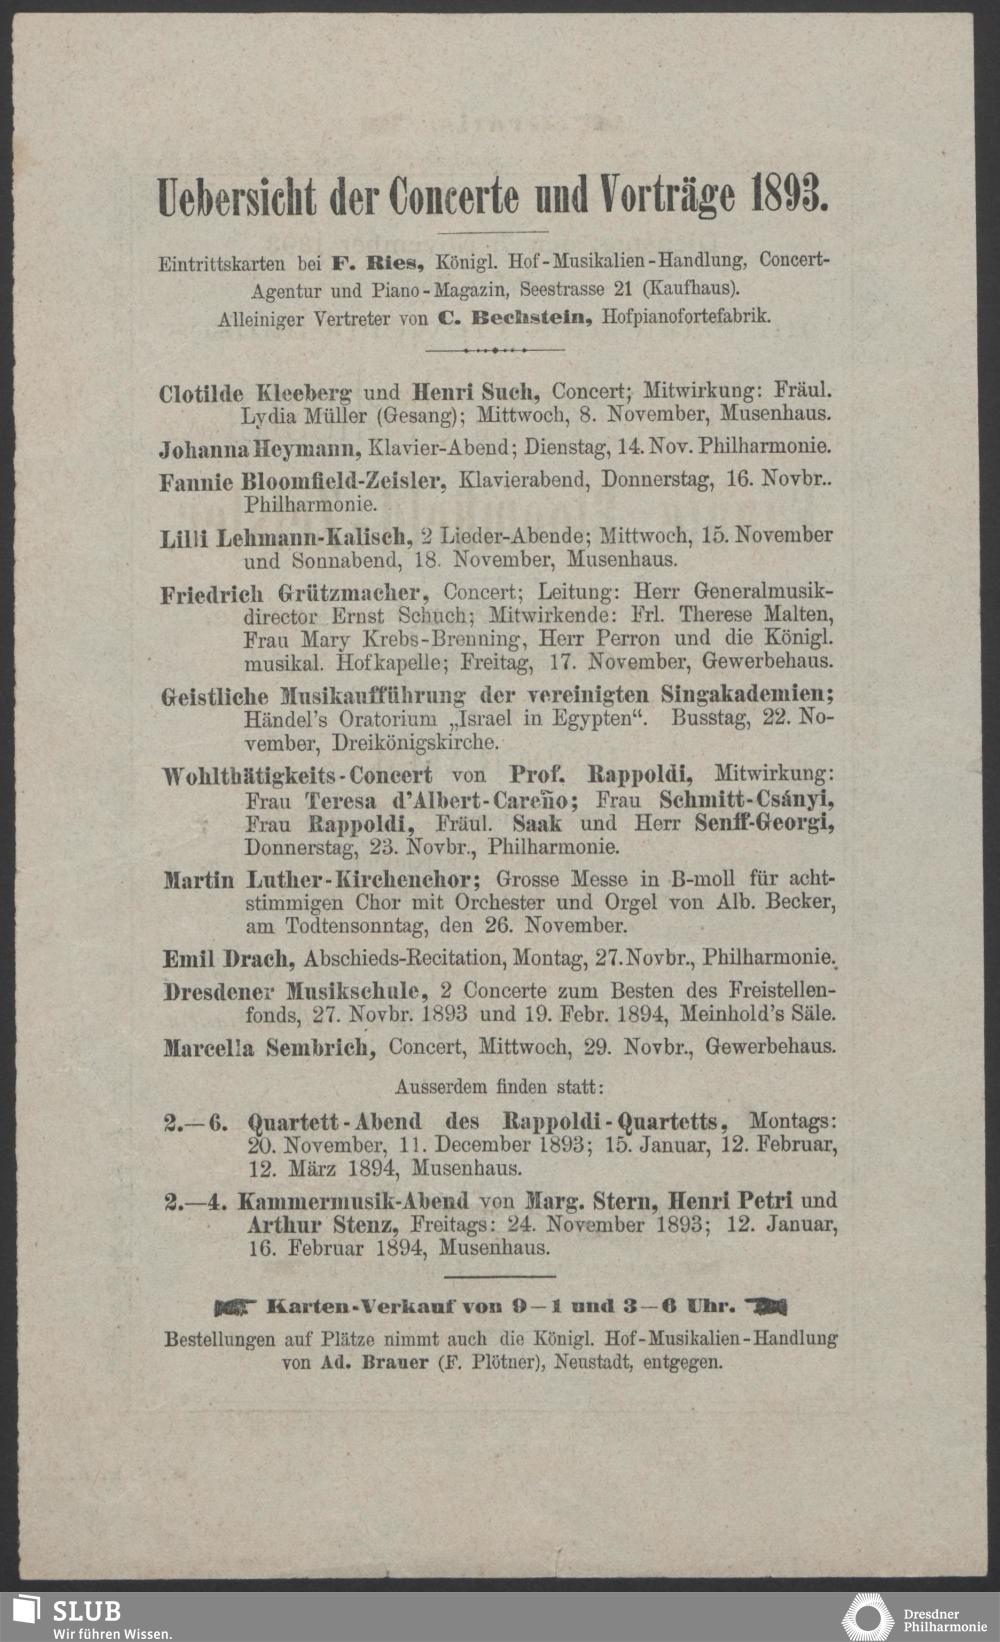 Uebersicht der Concerte und Vorträge 1893.
Eintrittskarten bei F. Ries, Königl. Hof-Musikalien-Handlung, Concert-
Agentur und Piano-Magazin, Seestrasse 21 (Kaufhaus).
Alleiniger Vertreter von C. Bechstein, Hofpianofortefabrik.
Clotilde Kleeberg und Henri Such, Concert; Mitwirkung: Fräul.
Lydia Müller (Gesang); Mittwoch, 8. November, Musenhaus.
Johanna Heymann, Klavier-Abend; Dienstag, 14. Nov. Philharmonie.
Fannie Bloomfield-Zeisler, Klavierabend, Donnerstag, 16. Novbr..
Philharmonie.
Lilli Lehmann-Kalisch, 2 Lieder-Abende; Mittwoch, 15. November
und Sonnabend, 18. November, Musenhaus.
Friedrich Grützmacher, Concert; Leitung: Herr Generalmusik-
director Ernst Schuch; Mitwirkende: Frl. Therese Malten,
Frau Mary Krebs-Brenning, Herr Perron und die Königl.
musikal. Hofkapelle; Freitag, 17. November, Gewerbehaus.
Geistliche Musikaufführung der vereinigten Singakademien;
Händel's Oratorium „Israel in Egypten“. Busstag, 22. No-
vember, Dreikönigskirche.
Wohlthätigkeits-Concert von Prof. Rappoldi, Mitwirkung:
Frau Teresa d'Albert-Careño; Frau Schmitt-Csányi,
Frau Rappoldi, Fräul. Saak und Herr Senff-Georgi,
Donnerstag, 23. Novbr., Philharmonie.
Martin Luther-Kirchenchor; Grosse Messe in B-moll für acht-
stimmigen Chor mit Orchester und Orgel von Alb. Becker,
am Todtensonntag, den 26. November.
Emil Drach, Abschieds-Recitation, Montag, 27. Novbr., Philharmonie.
Dresdener Musikschule, 2 Concerte zum Besten des Freistellen-
fonds, 27. Novbr. 1893 und 19. Febr. 1894, Meinhold's Säle.
Marcella Sembrich, Concert, Mittwoch, 29. Novbr., Gewerbehaus.
Ausserdem finden statt:
2.—6. Quartett-Abend des Rappoldi-Quartetts, Montags:
20. November, 11. December 1893; 15. Januar, 12. Februar,
12. März 1894, Musenhaus.
2.—4. Kammermusik-Abend von Marg. Stern, Henri Petri und
Arthur Stenz, Freitags: 24. November 1893; 12. Januar,
16. Februar 1894, Musenhaus.
Karten-Verkauf von 9—1 und 3—6 Uhr.
Bestellungen auf Plätze nimmt auch die Königl. Hof-Musikalien-Handlung
von Ad. Brauer (F. Plötner), Neustadt, entgegen.
SLUB
Wir führen Wissen.
Dresdner
Philharmonie